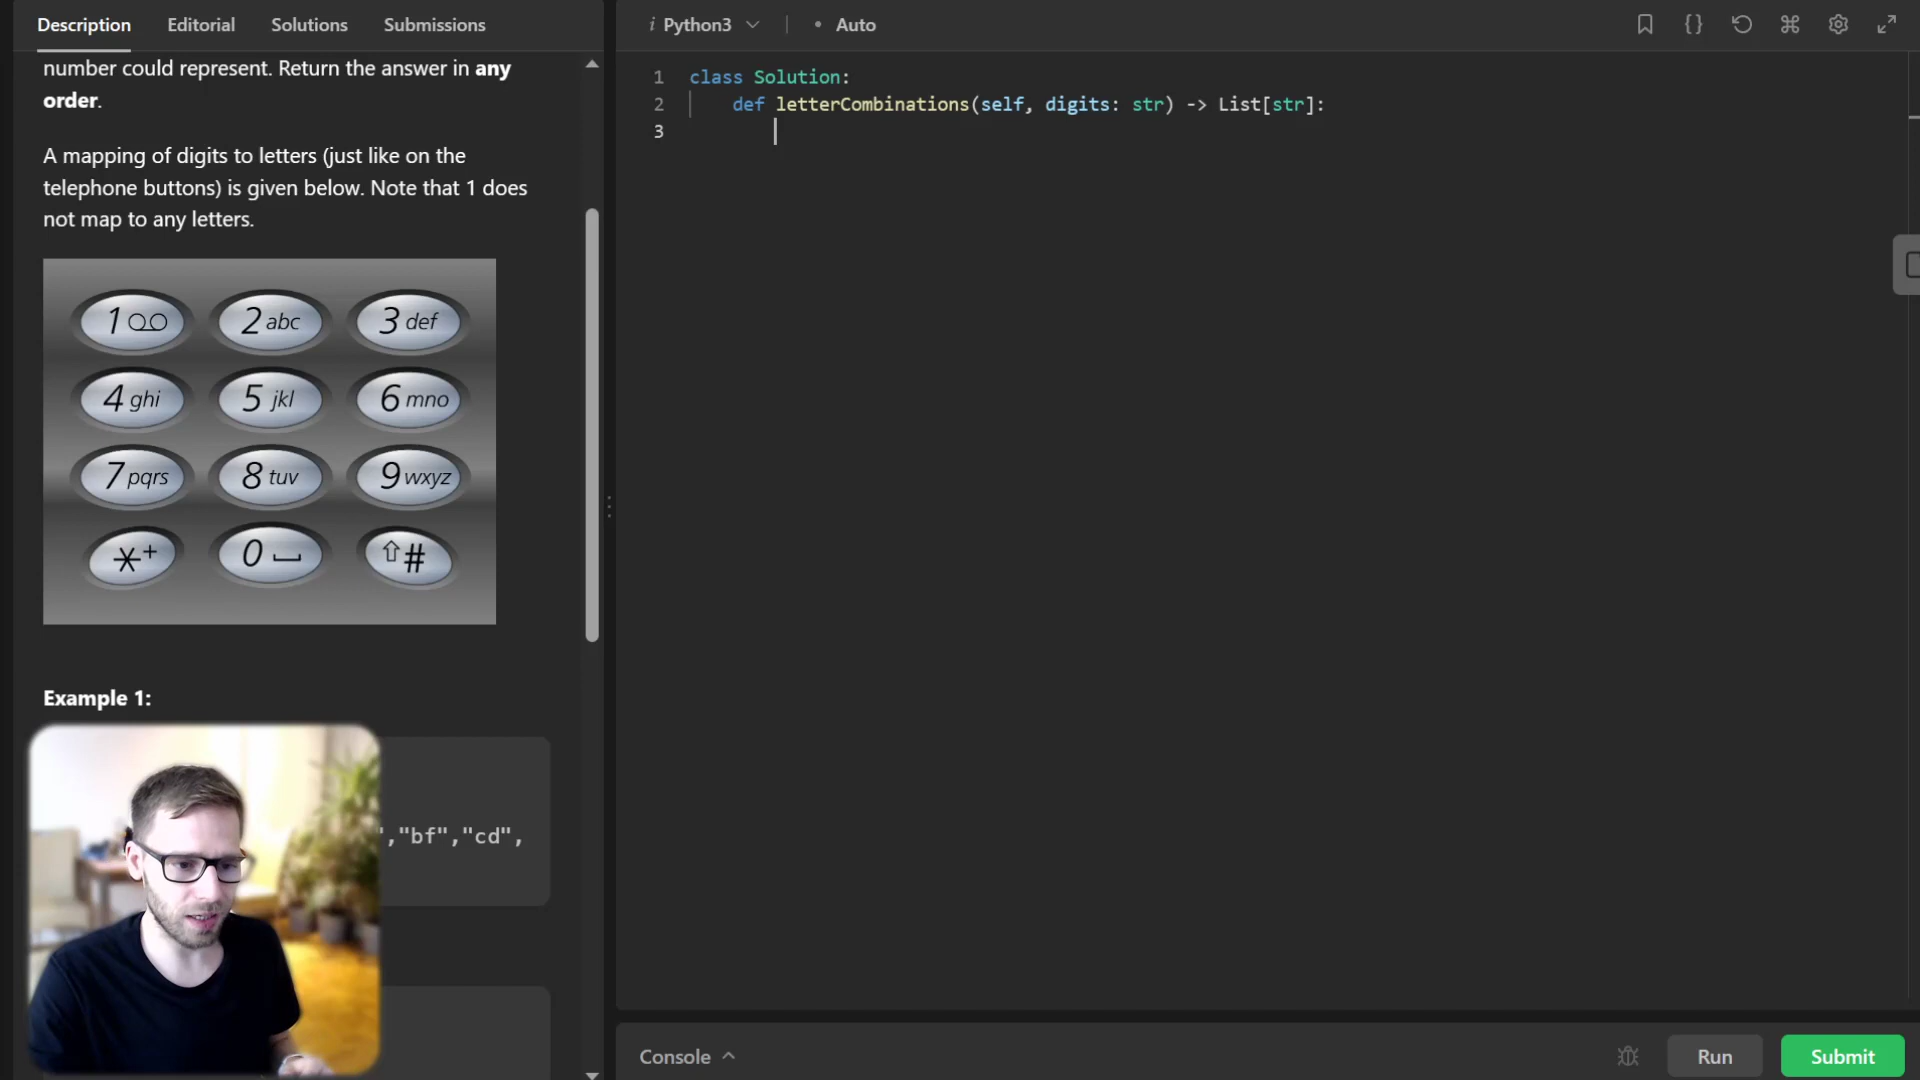 Description Editorial Solutions Submissions
number could represent. Return the answer in any
order.
A mapping of digits to letters (just like on the
telephone buttons) is given below. Note that 1 does
not map to any letters.
1 2 abc 3 def
4 ghi 5 jkl 6 mno
7 pqrs 8 tuv 9 wxyz
*+ 0 #
Example 1:
","bf","cd",
i Python3 • Auto
1 class Solution:
2 def letterCombinations(self, digits: str) -> List[str]:
3
Console
Run
Submit